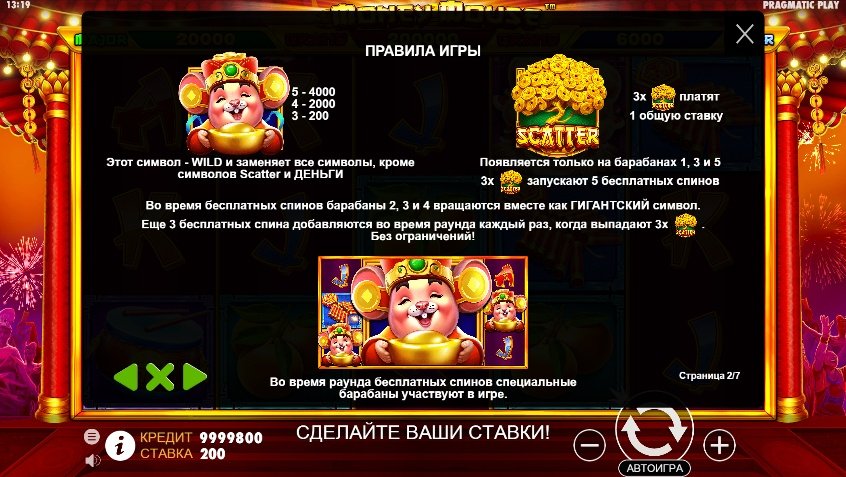 13:19
PRAGMATIC PLAY
ПРАВИЛА ИГРЫ
5 - 4000
4 - 2000
3 - 200
SCATTER
3x платят
1 общую ставку
Этот символ - WILD и заменяет все символы, кроме
символов Scatter и ДЕНЬГИ
Появляется только на барабанах 1, 3 и 5
3x запускают 5 бесплатных спинов
Во время бесплатных спинов барабаны 2, 3 и 4 вращаются вместе как ГИГАНТСКИЙ символ.
Еще 3 бесплатных спина добавляются во время раунда каждый раз, когда выпадают 3x .
Без ограничений!
Во время раунда бесплатных спинов специальные
барабаны участвуют в игре.
Страница 2/7
КРЕДИТ 9999800
СТАВКА 200
СДЕЛАЙТЕ ВАШИ СТАВКИ!
АВТОИГРА